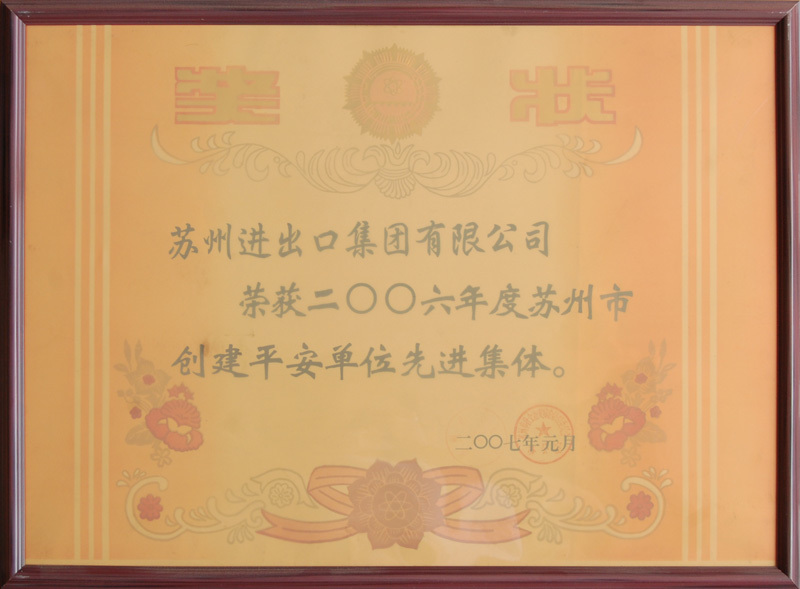 奖状
苏州进出口集团有限公司
荣获二〇〇六年度苏州市
创建平安单位先进集体。
二〇〇七年元月